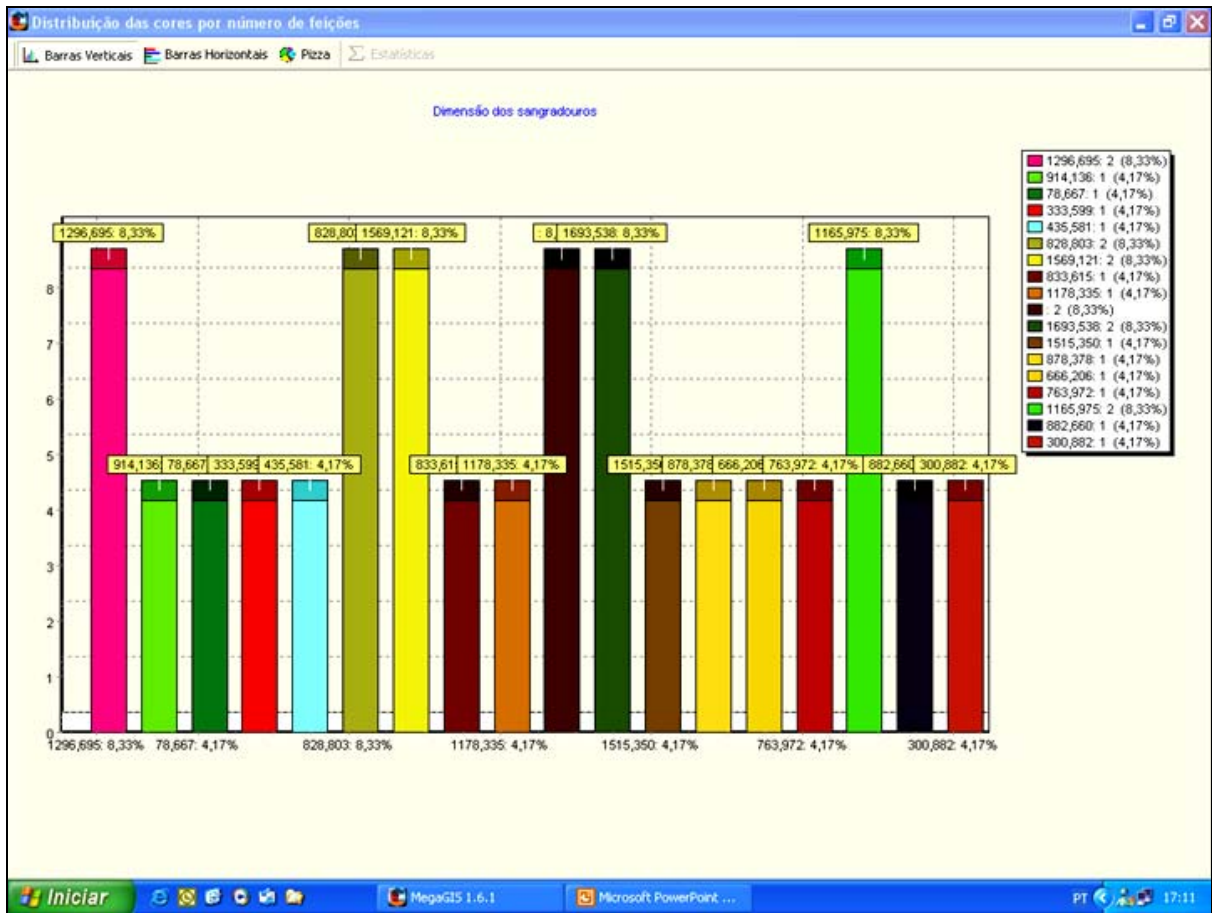 Distribuição das cores por número de feições
Barras Verticais Barras Horizontais Pizza Estatísticas
Dimensão dos sangradouros
1296,695: 2 (8,33%)
914,136: 1 (4,17%)
78,667: 1 (4,17%)
333,599: 1 (4,17%)
435,581: 1 (4,17%)
828,803: 2 (8,33%)
1569,121: 2 (8,33%)
833,615: 1 (4,17%)
1178,335: 1 (4,17%)
: 2 (8,33%)
1693,538: 2 (8,33%)
1515,350: 1 (4,17%)
878,378: 1 (4,17%)
666,206: 1 (4,17%)
763,972: 1 (4,17%)
1165,975: 2 (8,33%)
882,660: 1 (4,17%)
300,882: 1 (4,17%)
1296,695: 8,33% 828,80 1569,121: 8,33% : 8, 1693,538: 8,33% 1165,975: 8,33%
914,136 78,667 333,599 435,581: 4,17% 833,61 1178,335: 4,17% 1515,35 878,378 666,206 763,972: 4,17% 882,660 300,882: 4,17%
8
7
6
5
4
3
2
1
0
1296,695: 8,33% 78,667: 4,17% 828,803: 8,33% 1178,335: 4,17% 1515,350: 4,17% 763,972: 4,17% 300,882: 4,17%
Iniciar MegaGIS 1.6.1 Microsoft PowerPoint ... PT 17:11